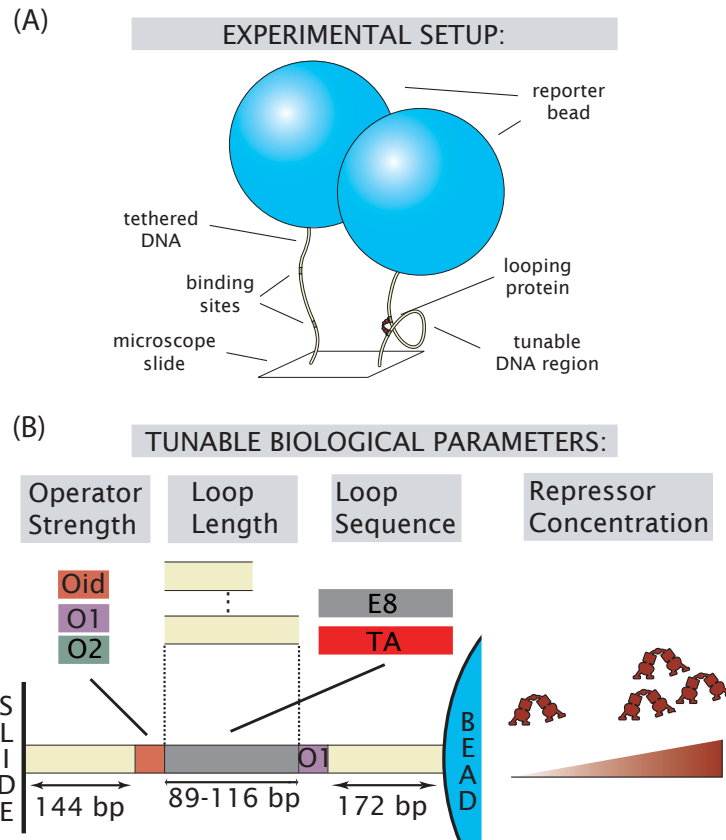 (A)
EXPERIMENTAL SETUP:
reporter
bead
tethered
DNA
binding
sites
microscope
slide
looping
protein
tunable
DNA region
(B)
TUNABLE BIOLOGICAL PARAMETERS:
Operator
Strength
Loop
Length
Loop
Sequence
Repressor
Concentration
Oid
O1
O2
E8
TA
SLIDE
O1
BEAD
144 bp
89-116 bp
172 bp